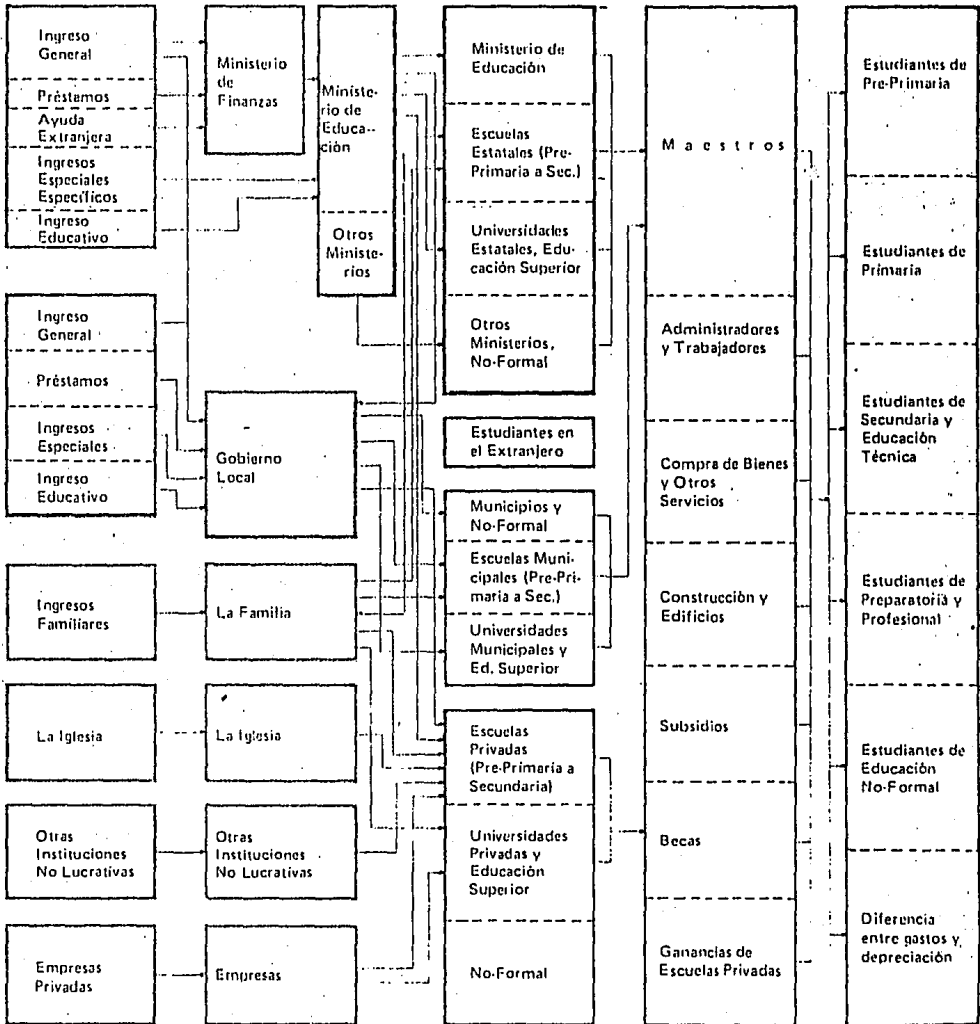 Ingreso
General
Préstamos
Ayuda
Extranjera
Ingresos
Especiales
Específicos
Ingreso
Educativo
Ingreso
General
Préstamos
Ingresos
Especiales
Ingreso
Educativo
Ingresos
Familiares
La Iglesia
Otras
Instituciones
No Lucrativas
Empresas
Privadas
Ministerio
de
Finanzas
Gobierno
Local
La Familia
La Iglesia
Otras
Instituciones
No Lucrativas
Empresas
Ministe-
rio de
Educa-
ción
Otros
Ministe-
rios
Ministerio de
Educación
Escuelas
Estatales (Pre-
Primaria a Sec.)
Universidades
Estatales, Edu-
cación Superior
Otros
Ministerios,
No-Formal
Estudiantes en
el Extranjero
Municipios y
No-Formal
Escuelas Muni-
cipales (Pre-Pri-
maria a Sec.)
Universidades
Municipales y
Ed. Superior
Escuelas
Privadas
(Pre-Primaria a
Secundaria)
Universidades
Privadas y
Educación
Superior
No-Formal
Maestros
Administradores
y Trabajadores
Compra de Bienes
y Otros
Servicios
Construcción y
Edificios
Subsidios
Becas
Ganancias de
Escuelas Privadas
Estudiantes de
Pre-Primaria
Estudiantes de
Primaria
Estudiantes de
Secundaria y
Educación
Técnica
Estudiantes de
Preparatoria y
Profesional
Estudiantes de
Educación
No-Formal
Diferencia
entre gastos y
depreciación